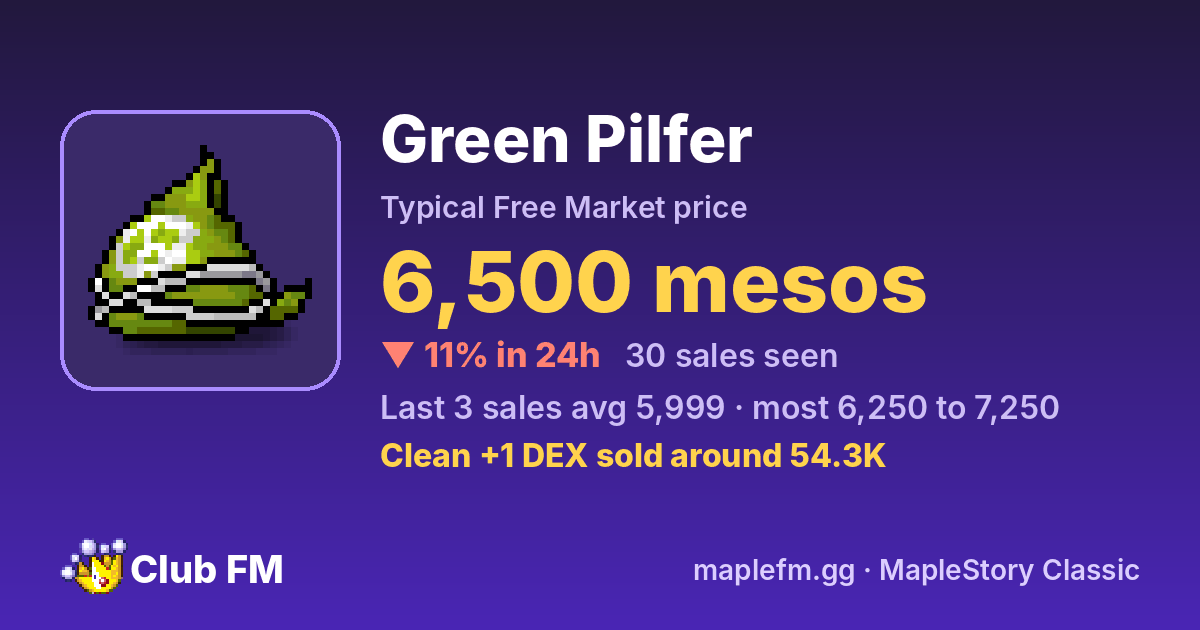 Green Pilfer
Typical Free Market price
6,500 mesos
▼ 11% in 24h 30 sales seen
Last 3 sales avg 5,999 · most 6,250 to 7,250
Clean +1 DEX sold around 54.3K
Club FM
maplefm.gg · MapleStory Classic